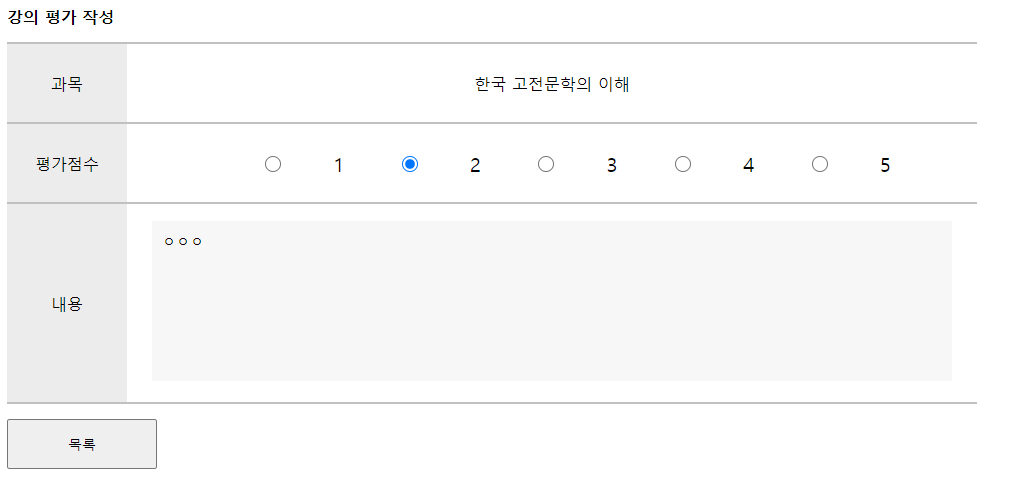 강의 평가 작성
과목
한국 고전문학의 이해
평가점수
1 2 3 4 5
내용
ㅇㅇㅇ
목록